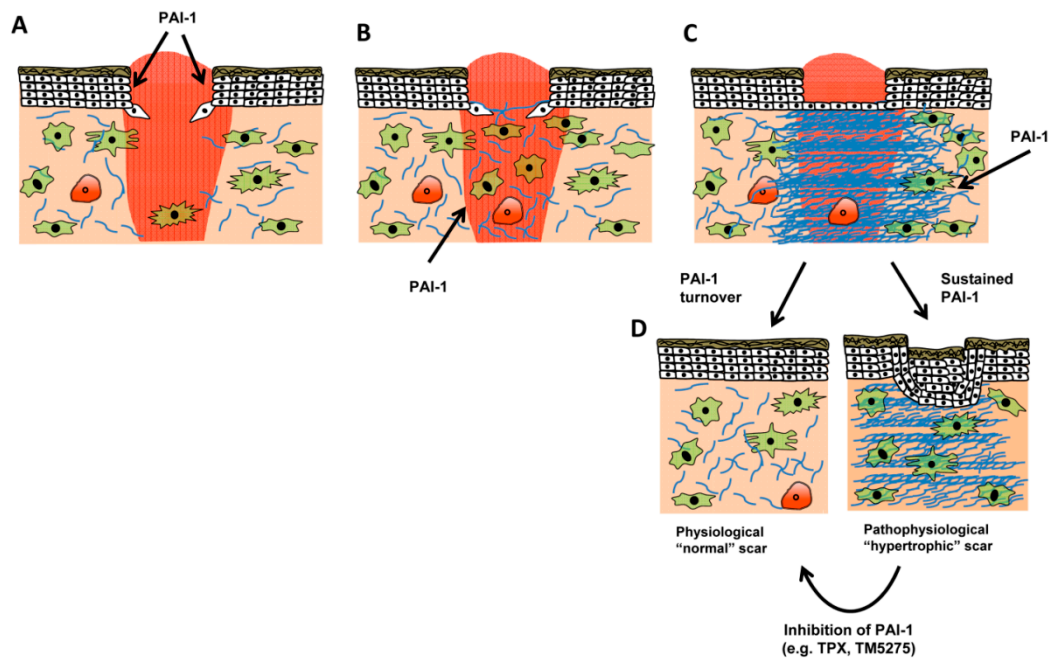 A
PAI-1
B
PAI-1
C
PAI-1
PAI-1
turnover
Sustained
PAI-1
D
Physiological
“normal” scar
Pathophysiological
“hypertrophic” scar
Inhibition of PAI-1
(e.g. TPX, TM5275)